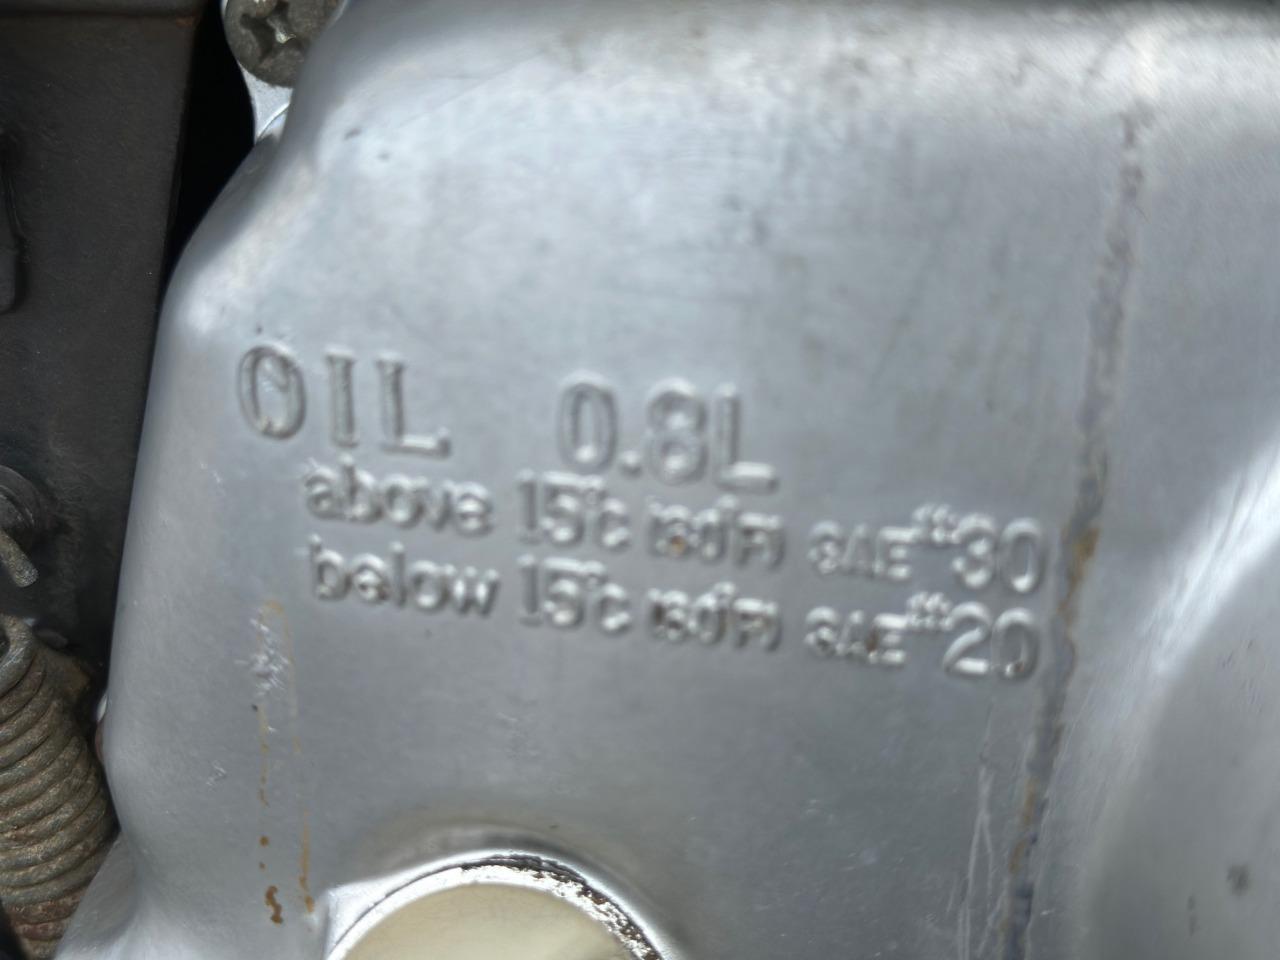 OIL 0.8L
above 15°C (60°F) SAE#30
below 15°C (60°F) SAE#20